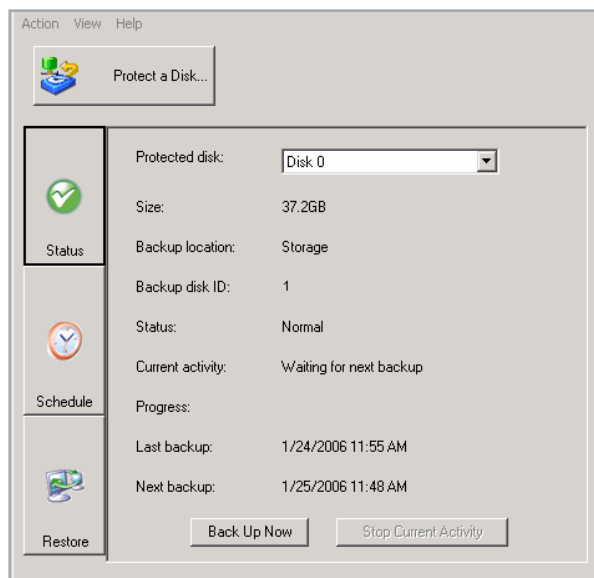 Action View Help
Protect a Disk...
Protected disk: Disk 0
Size: 37.2GB
Status
Backup location: Storage
Backup disk ID: 1
Status: Normal
Current activity: Waiting for next backup
Schedule
Progress:
Last backup: 1/24/2006 11:55 AM
Next backup: 1/25/2006 11:48 AM
Restore
Back Up Now Stop Current Activity